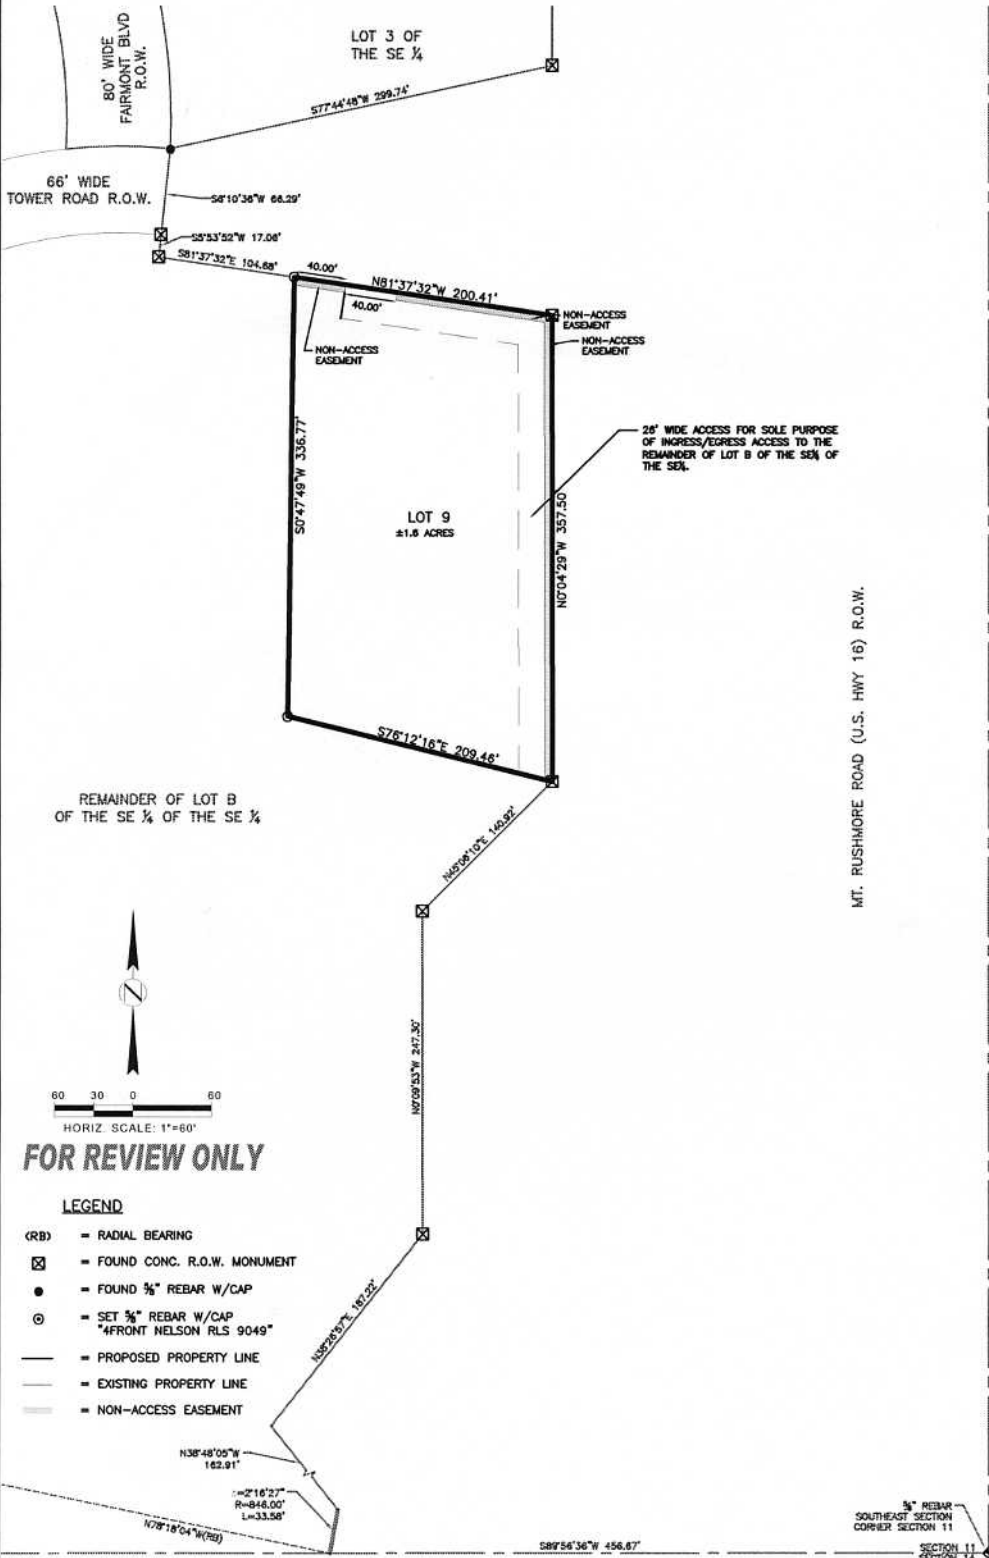 80' WIDE
FAIRMONT BLVD
R.O.W.
LOT 3 OF
THE SE ¼
S77°44'48"W 299.74'
66' WIDE
TOWER ROAD R.O.W.
S6°10'36"W 66.29'
S5°53'52"W 17.06'
S81°37'32"E 104.68'
40.00'
N81°37'32"W 200.41'
40.00'
NON-ACCESS
EASEMENT
NON-ACCESS
EASEMENT
NON-ACCESS
EASEMENT
26' WIDE ACCESS FOR SOLE PURPOSE
OF INGRESS/EGRESS ACCESS TO THE
REMAINDER OF LOT B OF THE SE¼ OF
THE SE¼.
S0°47'49"W 336.77'
LOT 9
±1.6 ACRES
N0°04'29"W 357.50'
MT. RUSHMORE ROAD (U.S. HWY 16) R.O.W.
S76°12'16"E 209.46'
REMAINDER OF LOT B
OF THE SE ¼ OF THE SE ¼
N45°08'10"E 140.92'
N
N0°09'53"W 247.30'
60 30 0 60
HORIZ. SCALE: 1"=60'
FOR REVIEW ONLY
LEGEND
(RB) = RADIAL BEARING
= FOUND CONC. R.O.W. MONUMENT
= FOUND ⅝" REBAR W/CAP
= SET ⅝" REBAR W/CAP
"4FRONT NELSON RLS 9049"
= PROPOSED PROPERTY LINE
= EXISTING PROPERTY LINE
= NON-ACCESS EASEMENT
N38°26'57"E 187.22'
N38°48'05"W
162.91'
=2°16'27"
R=846.00'
L=33.58'
N78°18'04"W(RB)
S89°56'36"W 456.67'
⅝" REBAR
SOUTHEAST SECTION
CORNER SECTION 11
SECTION 11